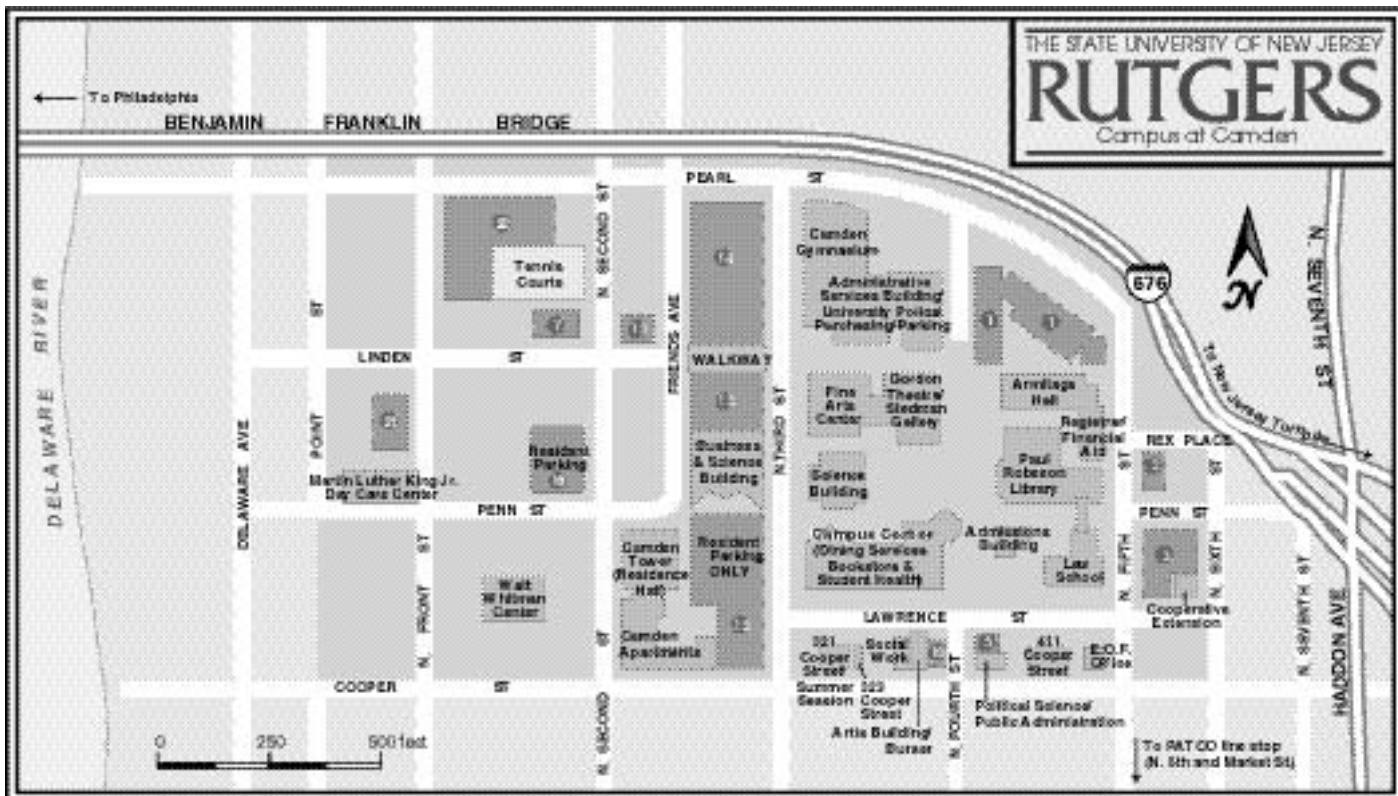 THE STATE UNIVERSITY OF NEW JERSEY
RUTGERS
Campus at Camden
To Philadelphia
BENJAMIN FRANKLIN BRIDGE
PEARL ST
N. SECOND ST
FRIENDS AVE
Camden
Gymnasium
Administrative
Services Building/
University Police/
Purchasing/Parking
Tennis
Courts
676
N
N. SEVENTH ST
To New Jersey Turnpike
DELAWARE RIVER
LINDEN ST
WALKWAY
POINT ST
DELAWARE AVE
N. THIRD ST
Fine
Arts
Center
Gordon
Theatre/
Stedman
Gallery
Armitage
Hall
Registrar/
Financial
Aid
REX PLACE
Resident
Parking
Business
& Science
Building
Science
Building
Paul
Robeson
Library
Martin Luther King Jr.
Day Care Center
PENN ST
PENN ST
N. FRONT ST
Walt
Whitman
Center
Camden
Tower
(Residence
Hall)
Resident
Parking
ONLY
Campus Center
(Dining Services
Bookstore &
Student Health)
Admissions
Building
Law
School
N. FIFTH ST
N. SIXTH ST
Cooperative
Extension
N. SEVENTH ST
HADDON AVE
Camden
Apartments
LAWRENCE ST
321
Cooper
Street
Social
Work
411
Cooper
Street
E.O.F.
Office
COOPER ST
Summer
Session
323
Cooper
Street
Artis Building/
Bursar
N. FOURTH ST
Political Science/
Public Administration
N. SECOND ST
0 250 500 feet
To PATCO line stop
(N. 5th and Market St.)